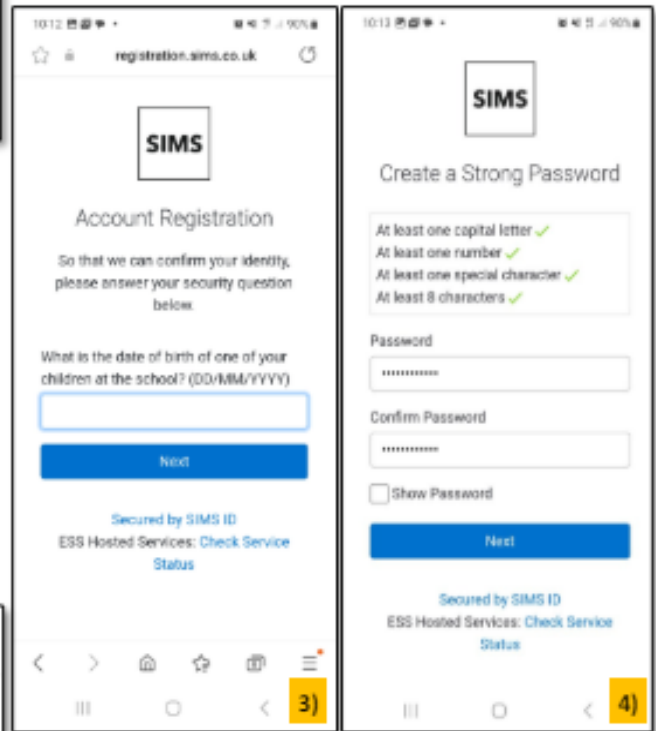 10:12
90%
registration.sims.co.uk
SIMS
Account Registration
So that we can confirm your identity,
please answer your security question
below.
What is the date of birth of one of your
children at the school? (DD/MM/YYYY)
Next
Secured by SIMS ID
ESS Hosted Services: Check Service
Status
3)
10:13
90%
SIMS
Create a Strong Password
At least one capital letter ✓
At least one number ✓
At least one special character ✓
At least 8 characters ✓
Password
••••••••••••
Confirm Password
••••••••••••
Show Password
Next
Secured by SIMS ID
ESS Hosted Services: Check Service
Status
4)